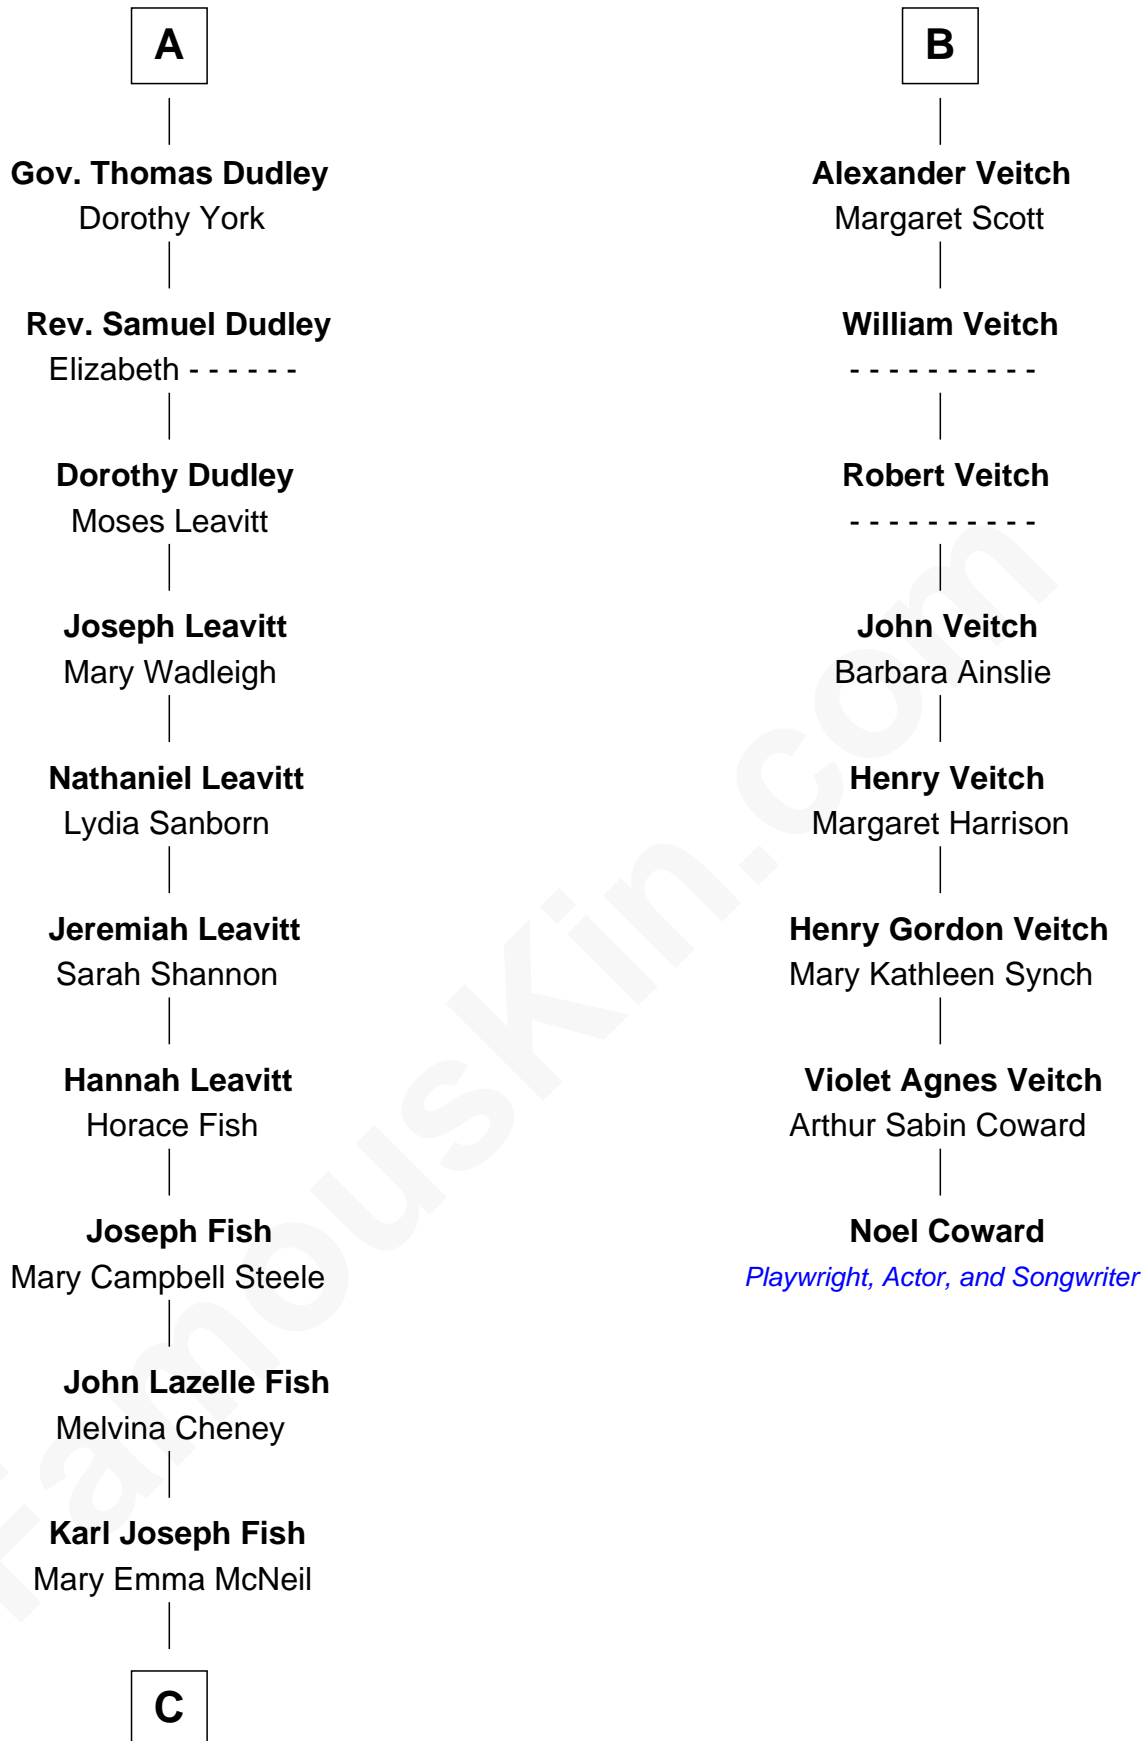 A
Gov. Thomas Dudley
Dorothy York
Rev. Samuel Dudley
Elizabeth - - - - - -
Dorothy Dudley
Moses Leavitt
Joseph Leavitt
Mary Wadleigh
Nathaniel Leavitt
Lydia Sanborn
Jeremiah Leavitt
Sarah Shannon
Hannah Leavitt
Horace Fish
Joseph Fish
Mary Campbell Steele
John Lazelle Fish
Melvina Cheney
Karl Joseph Fish
Mary Emma McNeil
C
B
Alexander Veitch
Margaret Scott
William Veitch
- - - - - - - - - -
Robert Veitch
- - - - - - - - - -
John Veitch
Barbara Ainslie
Henry Veitch
Margaret Harrison
Henry Gordon Veitch
Mary Kathleen Synch
Violet Agnes Veitch
Arthur Sabin Coward
Noel Coward
Playwright, Actor, and Songwriter
FamousKin.com